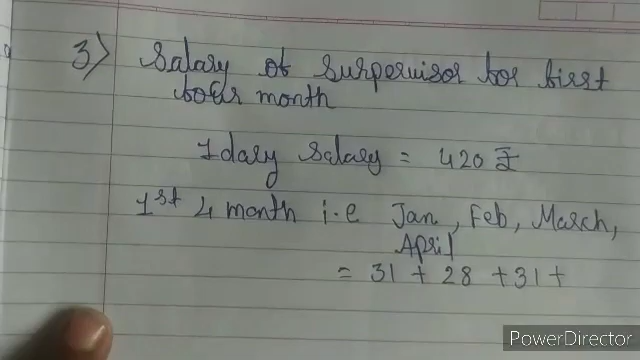 3) Salary of Surpervisor for first
four month
1 day salary = 420 ₹
1st 4 month i.e Jan, Feb, March,
April
= 31 + 28 + 31 +
PowerDirector